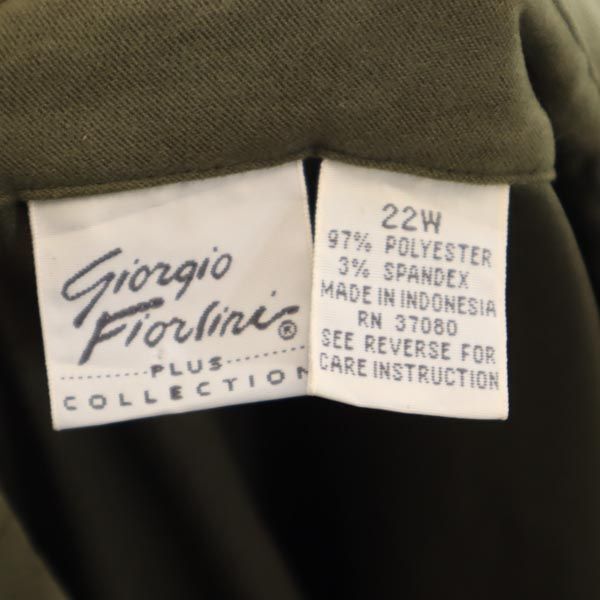 Giorgio
Fiorlini®
PLUS
COLLECTION
22W
97% POLYESTER
3% SPANDEX
MADE IN INDONESIA
RN 37080
SEE REVERSE FOR
CARE INSTRUCTION